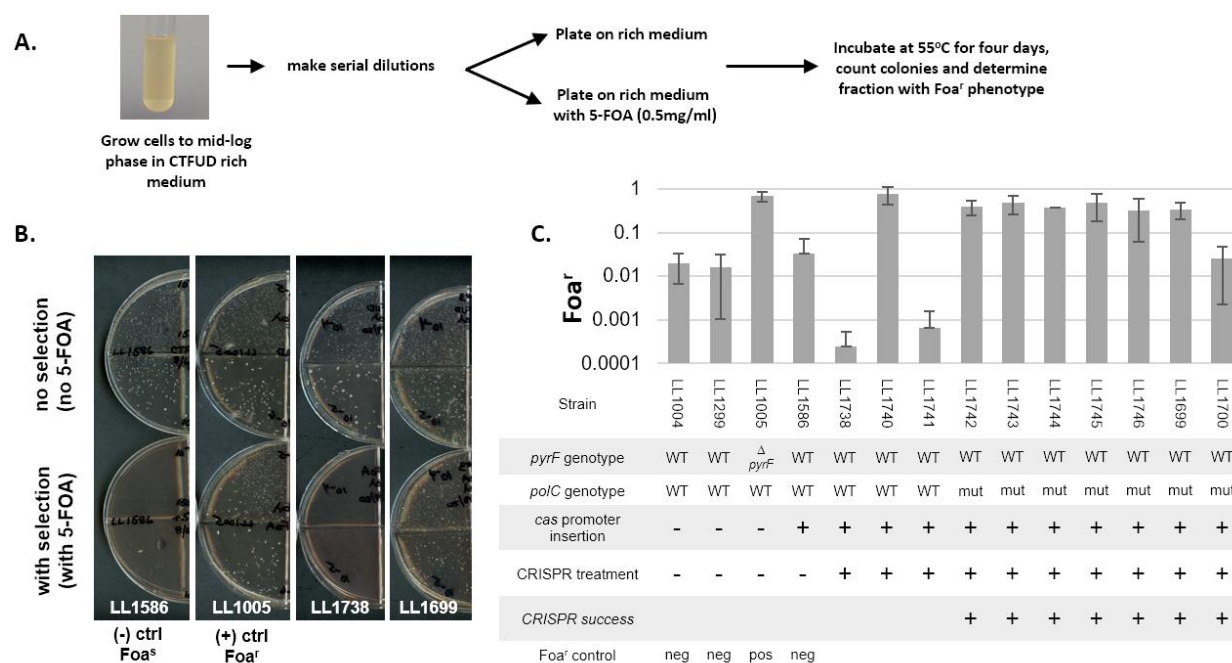 A.
Grow cells to mid-log
phase in CTFUD rich
medium
make serial dilutions
Plate on rich medium
Plate on rich medium
with 5-FOA (0.5mg/ml)
Incubate at 55°C for four days,
count colonies and determine
fraction with Foaʳ phenotype
B.
no selection
(no 5-FOA)
with selection
(with 5-FOA)
LL1586
LL1005
LL1586
LL1005
LL1586
LL1005
LL1738
LL1699
(-) ctrl
Foaˢ
(+) ctrl
Foaʳ
C.
Foaʳ
1
0.1
0.01
0.001
0.0001
Strain LL1004 LL1299 LL1005 LL1586 LL1738 LL1740 LL1741 LL1742 LL1743 LL1744 LL1745 LL1746 LL1699 LL1700
pyrF genotype WT WT Δ pyrF WT WT WT WT WT WT WT WT WT WT WT
polC genotype WT WT WT WT WT WT WT mut mut mut mut mut mut mut
cas promoter
insertion - - - + + + + + + + + + + +
CRISPR treatment - - - - + + + + + + + + + +
CRISPR success + + + + + + +
Foaʳ control neg neg pos neg